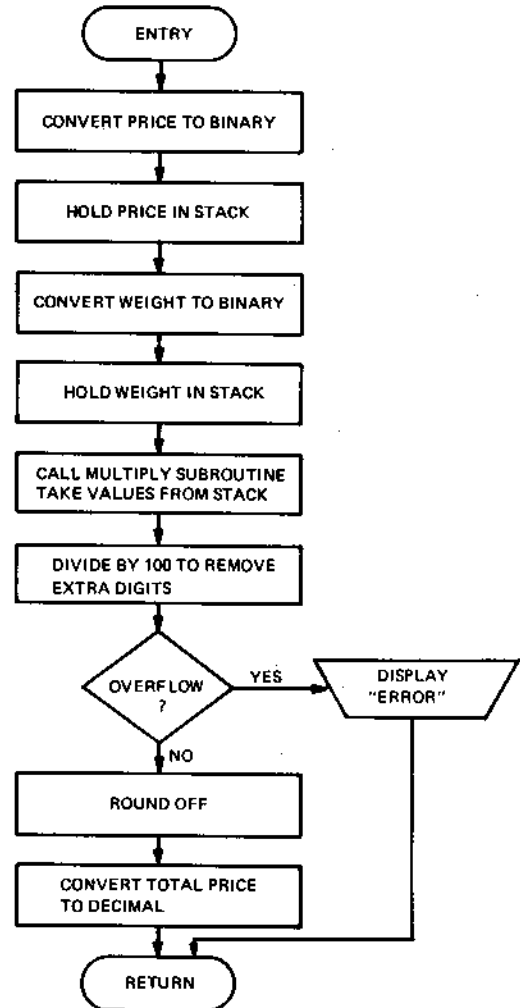 ENTRY
CONVERT PRICE TO BINARY
HOLD PRICE IN STACK
CONVERT WEIGHT TO BINARY
HOLD WEIGHT IN STACK
CALL MULTIPLY SUBROUTINE
TAKE VALUES FROM STACK
DIVIDE BY 100 TO REMOVE
EXTRA DIGITS
OVERFLOW
?
YES
DISPLAY
"ERROR"
NO
ROUND OFF
CONVERT TOTAL PRICE
TO DECIMAL
RETURN